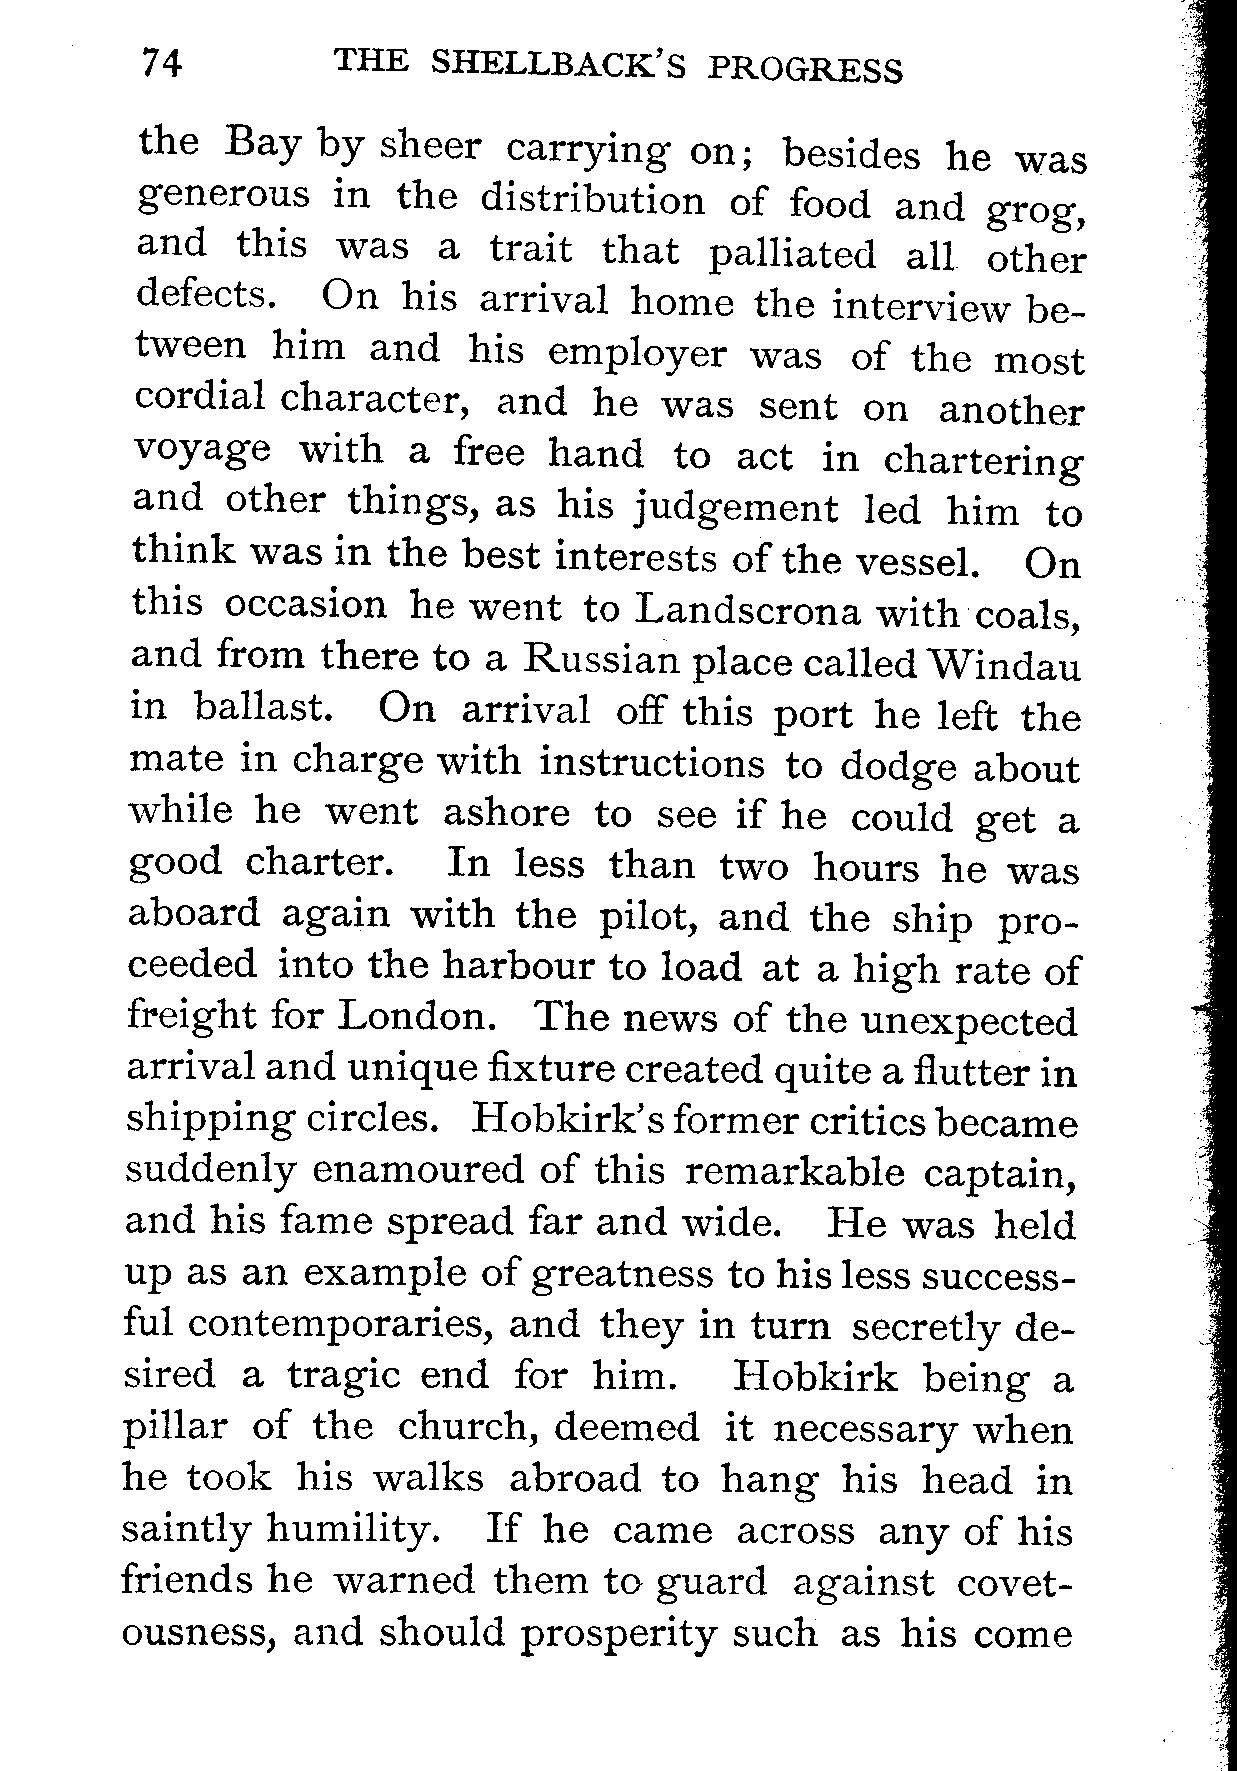 74 THE SHELLBACK'S PROGRESS
the Bay by sheer carrying on; besides he was
generous in the distribution of food and grog,
and this was a trait that palliated all other
defects. On his arrival home the interview be-
tween him and his employer was of the most
cordial character, and he was sent on another
voyage with a free hand to act in chartering
and other things, as his judgement led him to
think was in the best interests of the vessel. On
this occasion he went to Landscrona with coals,
and from there to a Russian place called Windau
in ballast. On arrival off this port he left the
mate in charge with instructions to dodge about
while he went ashore to see if he could get a
good charter. In less than two hours he was
aboard again with the pilot, and the ship pro-
ceeded into the harbour to load at a high rate of
freight for London. The news of the unexpected
arrival and unique fixture created quite a flutter in
shipping circles. Hobkirk's former critics became
suddenly enamoured of this remarkable captain,
and his fame spread far and wide. He was held
up as an example of greatness to his less success-
ful contemporaries, and they in turn secretly de-
sired a tragic end for him. Hobkirk being a
pillar of the church, deemed it necessary when
he took his walks abroad to hang his head in
saintly humility. If he came across any of his
friends he warned them to guard against covet-
ousness, and should prosperity such as his come